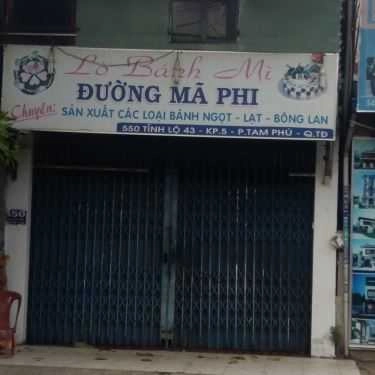 Lò Bánh Mì
ĐƯỜNG MÃ PHI
Chuyên: SẢN XUẤT CÁC LOẠI BÁNH NGỌT - LẠT - BÔNG LAN
550 TỈNH LỘ 43 - KP.5 - P.TAM PHÚ - Q.TĐ